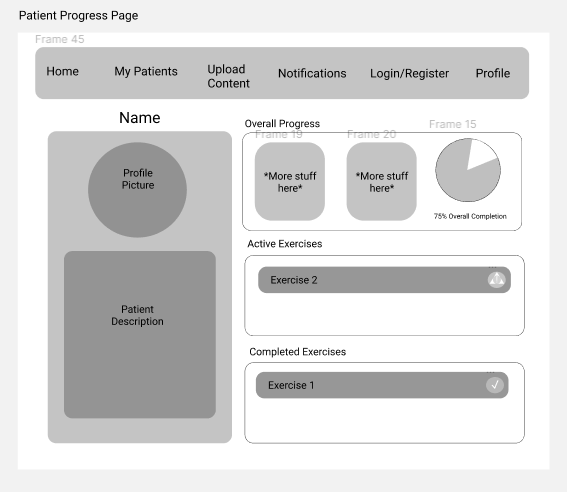 Patient Progress Page
Frame 45
Home
My Patients
Upload
Content
Notifications
Login/Register
Profile
Name
Profile
Picture
Patient
Description
Overall Progress
Frame 19
Frame 20
Frame 15
*More stuff
here*
*More stuff
here*
75% Overall Completion
Active Exercises
Exercise 2
Completed Exercises
Exercise 1